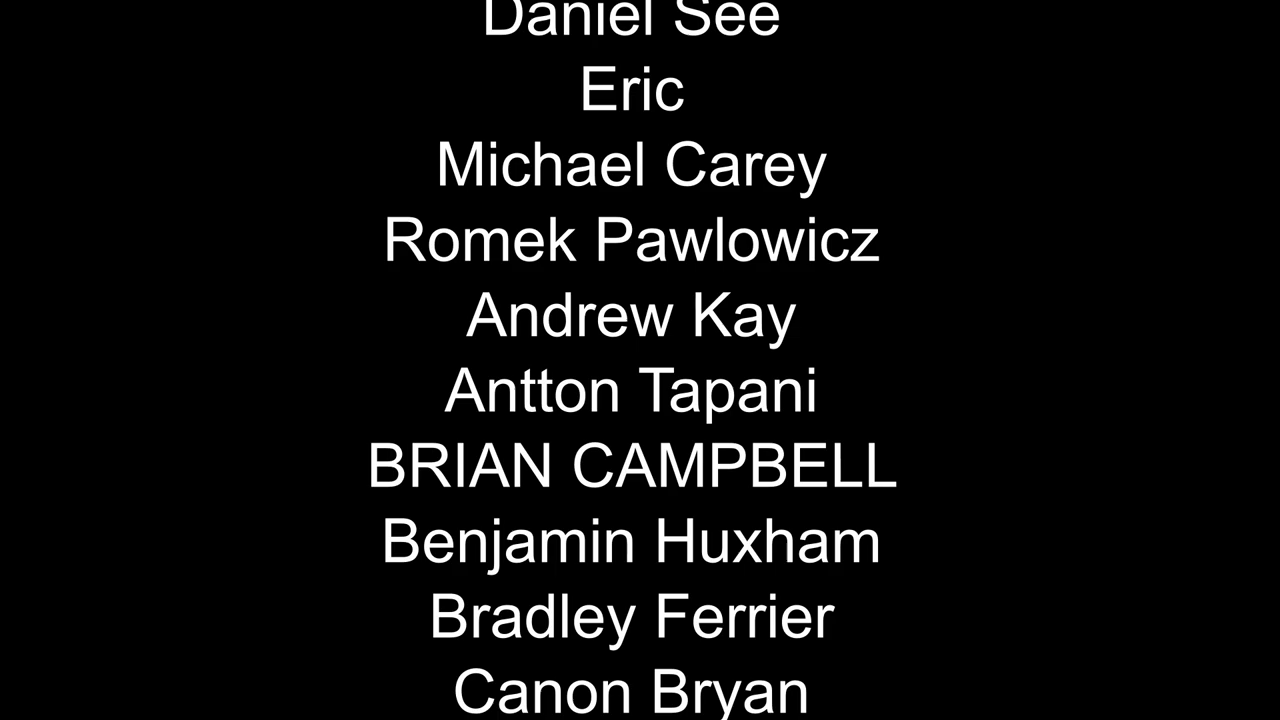 Daniel See
Eric
Michael Carey
Romek Pawlowicz
Andrew Kay
Antton Tapani
BRIAN CAMPBELL
Benjamin Huxham
Bradley Ferrier
Canon Bryan